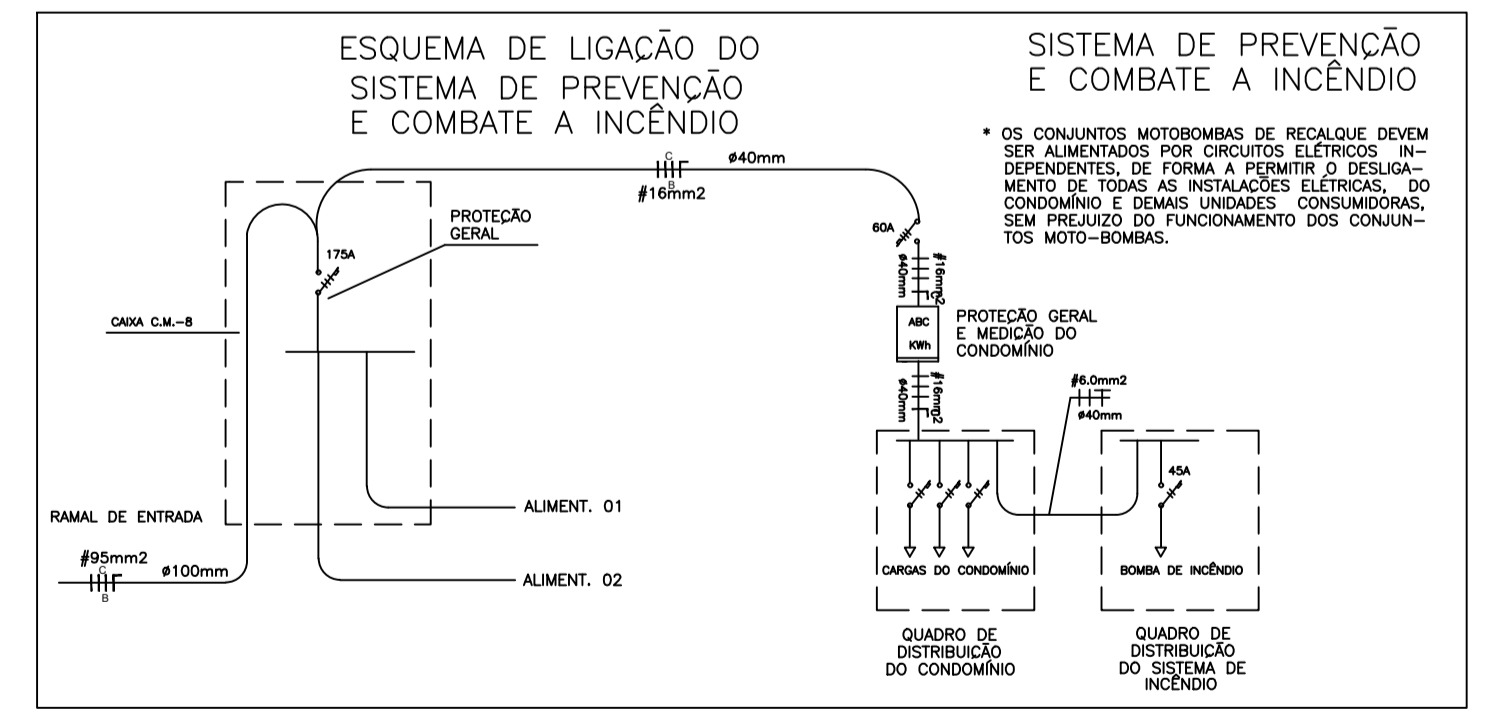 ESQUEMA DE LIGAÇÃO DO
SISTEMA DE PREVENÇÃO
E COMBATE A INCÊNDIO
SISTEMA DE PREVENÇÃO
E COMBATE A INCÊNDIO
* OS CONJUNTOS MOTOBOMBAS DE RECALQUE DEVEM
SER ALIMENTADOS POR CIRCUITOS ELÉTRICOS IN-
DEPENDENTES, DE FORMA A PERMITIR O DESLIGA-
MENTO DE TODAS AS INSTALAÇÕES ELÉTRICAS, DO
CONDOMÍNIO E DEMAIS UNIDADES CONSUMIDORAS,
SEM PREJUIZO DO FUNCIONAMENTO DOS CONJUN-
TOS MOTO-BOMBAS.
C
B
ø40mm
#16mm2
PROTEÇÃO
GERAL
175A
60A
ø40mm
#16mm2
C
CAIXA C.M.-8
ABC
KWh
PROTEÇÃO GERAL
E MEDIÇÃO DO
CONDOMÍNIO
ø40mm
#16mm2
#6.0mm2
ø40mm
45A
ALIMENT. 01
RAMAL DE ENTRADA
#95mm2
C
B
ø100mm
ALIMENT. 02
CARGAS DO CONDOMÍNIO
BOMBA DE INCÊNDIO
QUADRO DE
DISTRIBUIÇÃO
DO CONDOMÍNIO
QUADRO DE
DISTRIBUIÇÃO
DO SISTEMA DE
INCÊNDIO